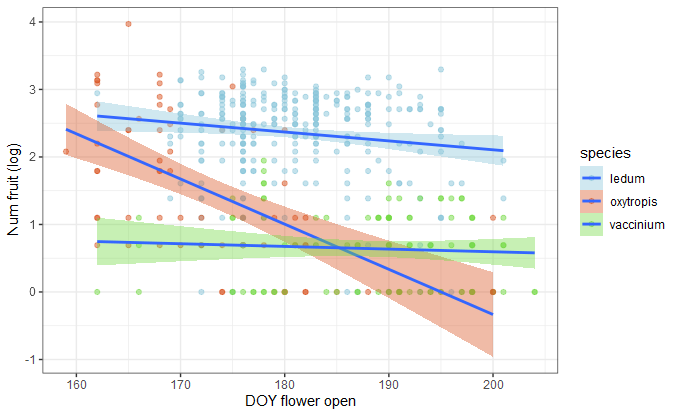 4
3
2
1
0
-1
Num fruit (log)
160
170
180
190
200
DOY flower open
species
ledum
oxytropis
vaccinium